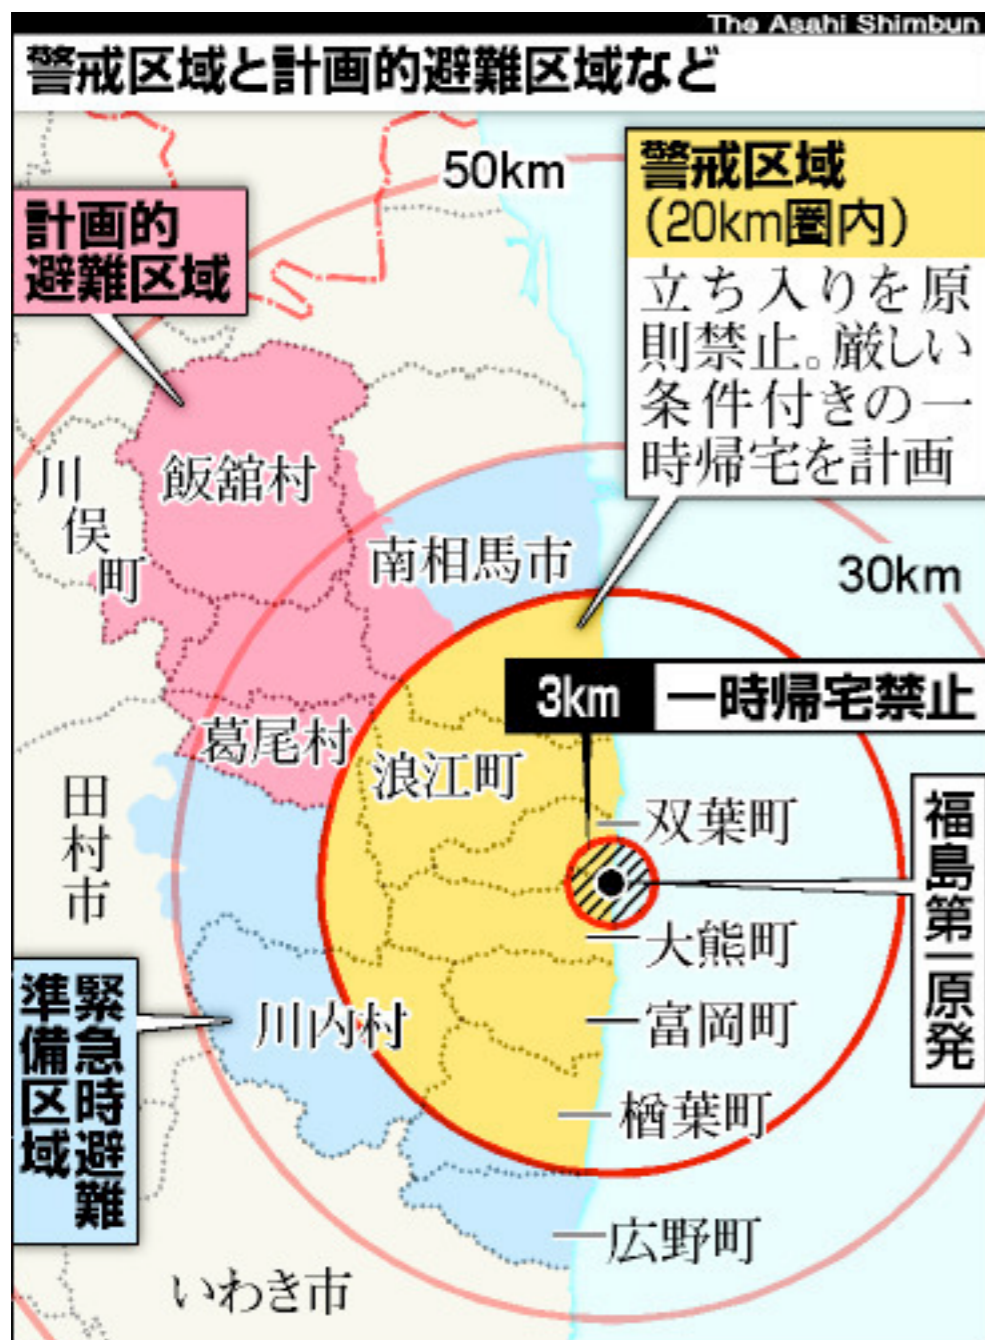 The Asahi Shimbun
警戒区域と計画的避難区域など
50km
警戒区域
(20km圏内)
立ち入りを原
則禁止。厳しい
条件付きの一
時帰宅を計画
計画的
避難区域
飯舘村
川俣町
南相馬市
30km
3km
一時帰宅禁止
葛尾村
浪江町
双葉町
田村市
福島第一原発
大熊町
緊急時避難
準備区域
川内村
富岡町
楢葉町
広野町
いわき市